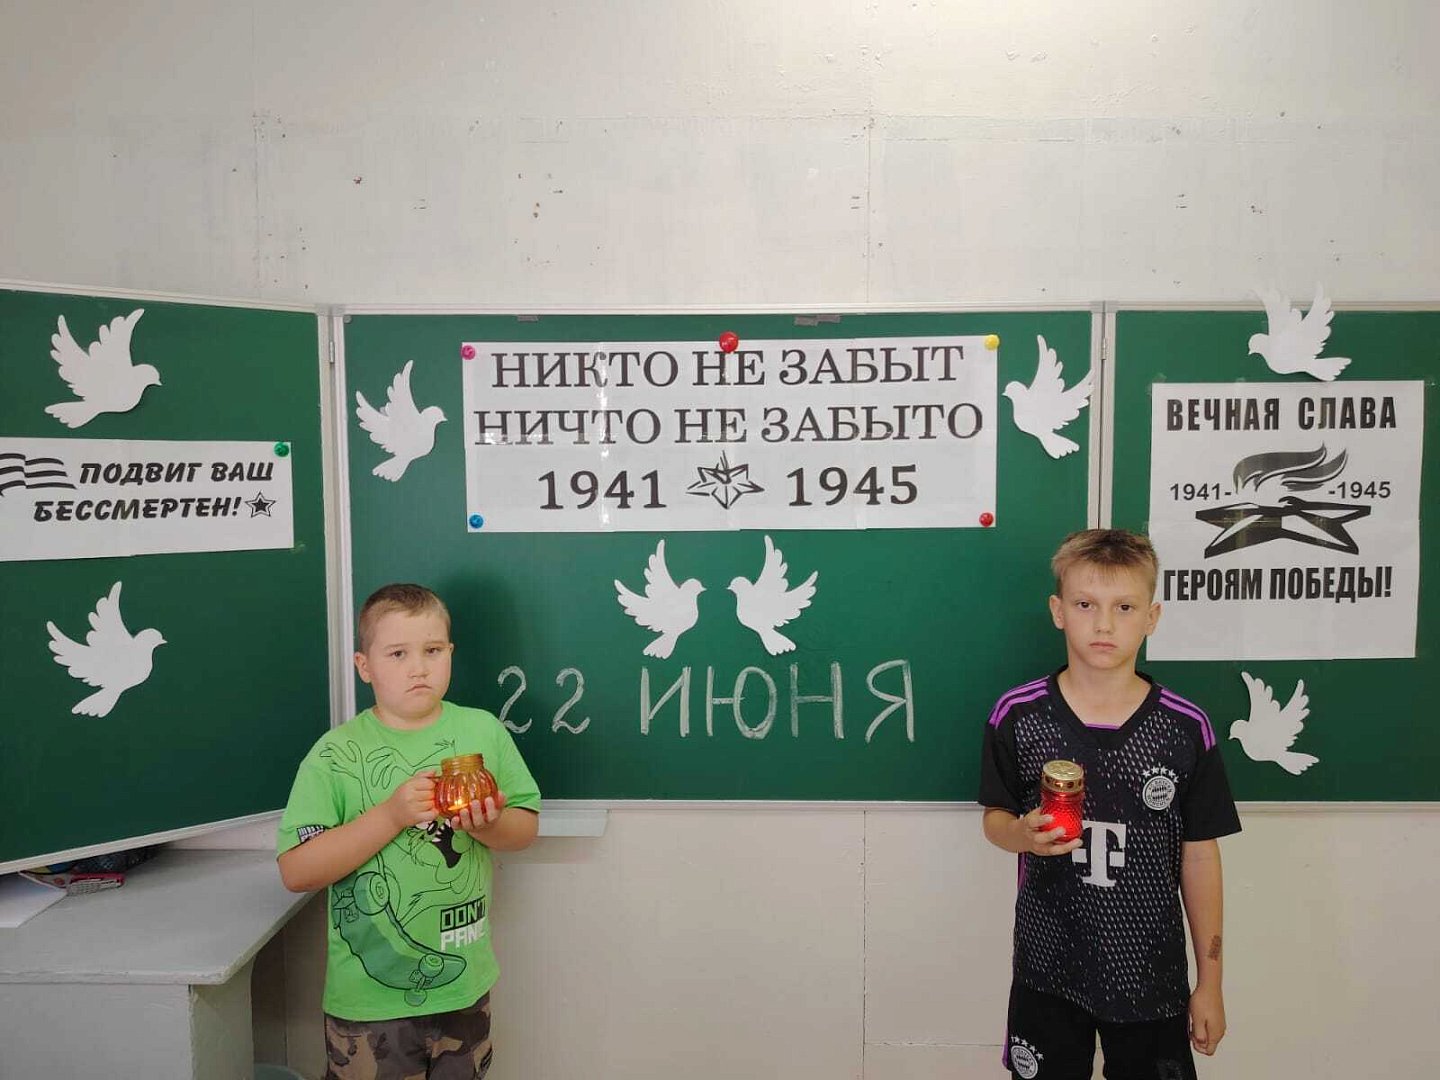 ПОДВИГ ВАШ
БЕССМЕРТЕН!
НИКТО НЕ ЗАБЫТ
НИЧТО НЕ ЗАБЫТО
1941 1945
22 ИЮНЯ
ВЕЧНАЯ СЛАВА
1941- -1945
ГЕРОЯМ ПОБЕДЫ!
DON'T
PANIC
T